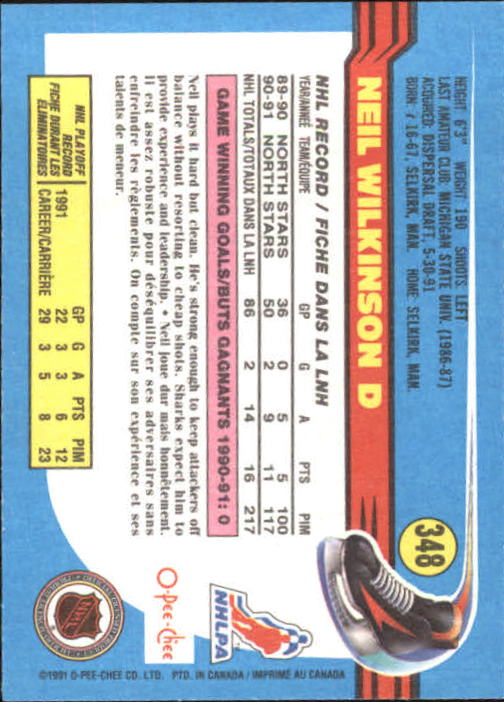 348
NEIL WILKINSON D
HEIGHT 6'3" WEIGHT 190 SHOOTS: LEFT
LAST AMATEUR CLUB: MICHIGAN STATE UNIV. (1986-87)
ACQUIRED: DISPERSAL DRAFT, 5-30-91
BORN: 7 16-67, SELKIRK, MAN. HOME: SELKIRK, MAN.
NHL RECORD / FICHE DANS LA LNH
YEAR/ANNÉE TEAM/ÉQUIPE GP G A PTS PIM
89-90 NORTH STARS 36 0 5 5 100
90-91 NORTH STARS 50 2 9 11 117
NHL TOTALS/TOTAUX DANS LA LNH 86 2 14 16 217
GAME WINNING GOALS/BUTS GAGNANTS 1990-91: 0
Neil plays it hard but clean. He's strong enough to keep attackers off
balance without resorting to cheap shots. Sharks expect him to
provide experience and leadership. • Neil joue dur mais honnêtement.
Il est assez robuste pour déséquilibrer ses adversaires sans
enfreindre les règlements. On compte sur son expérience et ses
talents de meneur.
NHL PLAYOFF RECORD
FICHE DURANT LES ÉLIMINATOIRES
GP G A PTS PIM
1991 22 3 3 6 12
CAREER/CARRIÈRE 29 3 5 8 23
NHLPA
O-Pee-Chee
NHL
©1991 O-PEE-CHEE CO. LTD. PTD. IN CANADA / IMPRIMÉ AU CANADA